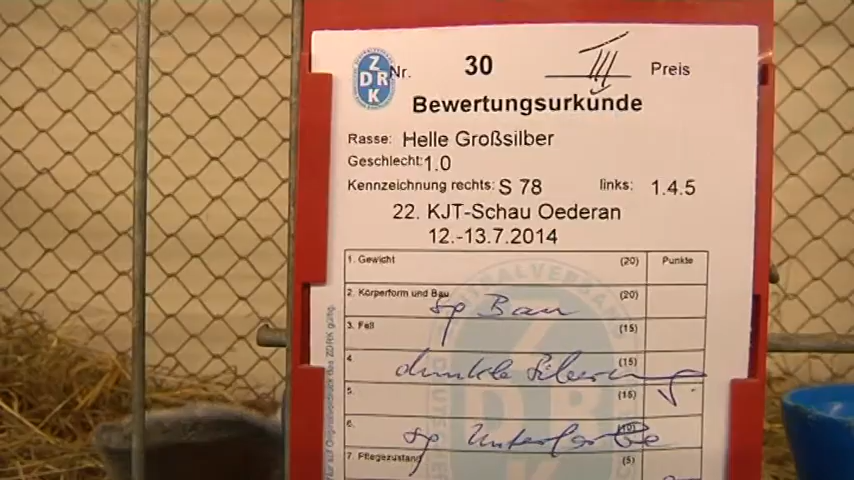 ZDRK Nr. 30 III Preis
Bewertungsurkunde
Rasse: Helle Großsilber
Geschlecht: 1.0
Kennzeichnung rechts: S 78 links: 1.4.5
22. KJT-Schau Oederan
12.-13.7.2014
1. Gewicht (20) Punkte
2. Körperform und Bau (20)
sg Bau
3. Fell (15)
4. (15)
dunkle Silberung
5. (15)
6. (10)
sg Unterfarbe
7. Pflegezustand (5)